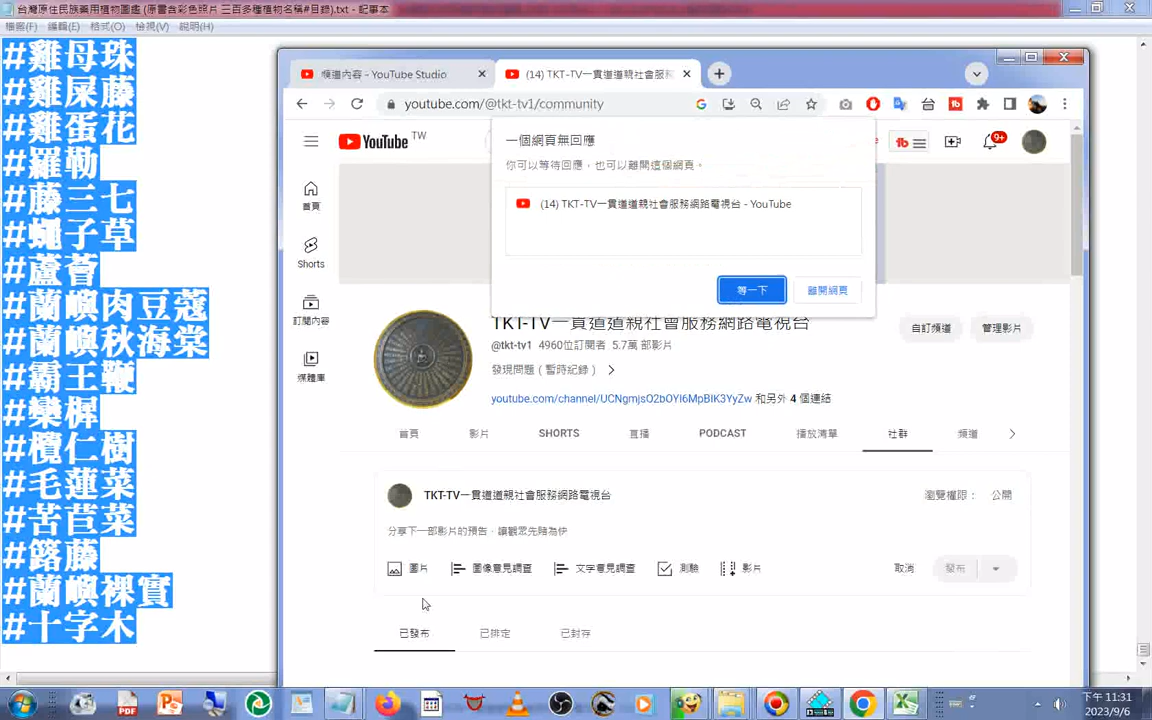 台灣原住民族藥用植物圖鑑 (原書含彩色照片 三百多種植物名稱#目錄).txt - 記事本
檔案(F) 編輯(E) 格式(O) 檢視(V) 說明(H)
#雞母珠
#雞屎藤
#雞蛋花
#羅勒
#藤三七
#蠅子草
#蘆薈
#蘭嶼肉豆蔻
#蘭嶼秋海棠
#霸王鞭
#欒樨
#欖仁樹
#毛蓮菜
#苦苣菜
#簬藤
#蘭嶼裸實
#十字木
頻道內容 - YouTube Studio
(14) TKT-TV一貫道道親社會服務
youtube.com/@tkt-tv1/community
YouTube TW
9+
一個網頁無回應
你可以等待回應，也可以離開這個網頁。
(14) TKT-TV一貫道道親社會服務網路電視台 - YouTube
等一下
離開網頁
首頁
Shorts
訂閱內容
媒體庫
TKT-TV一貫道道親社會服務網路電視台
@tkt-tv1 4960位訂閱者 5.7萬 部影片
自訂頻道
管理影片
發現問題（暫時紀錄）
youtube.com/channel/UCNgmjsO2bOYl6MpBIK3YyZw 和另外 4 個連結
首頁 影片 SHORTS 直播 PODCAST 播放清單 社群 頻道
TKT-TV一貫道道親社會服務網路電視台
瀏覽權限： 公開
分享下一部影片的預告，讓觀眾先睹為快
圖片 圖像意見調查 文字意見調查 測驗 影片 取消 發布
已發布 已排定 已封存
PDF
下午 11:31
2023/9/6